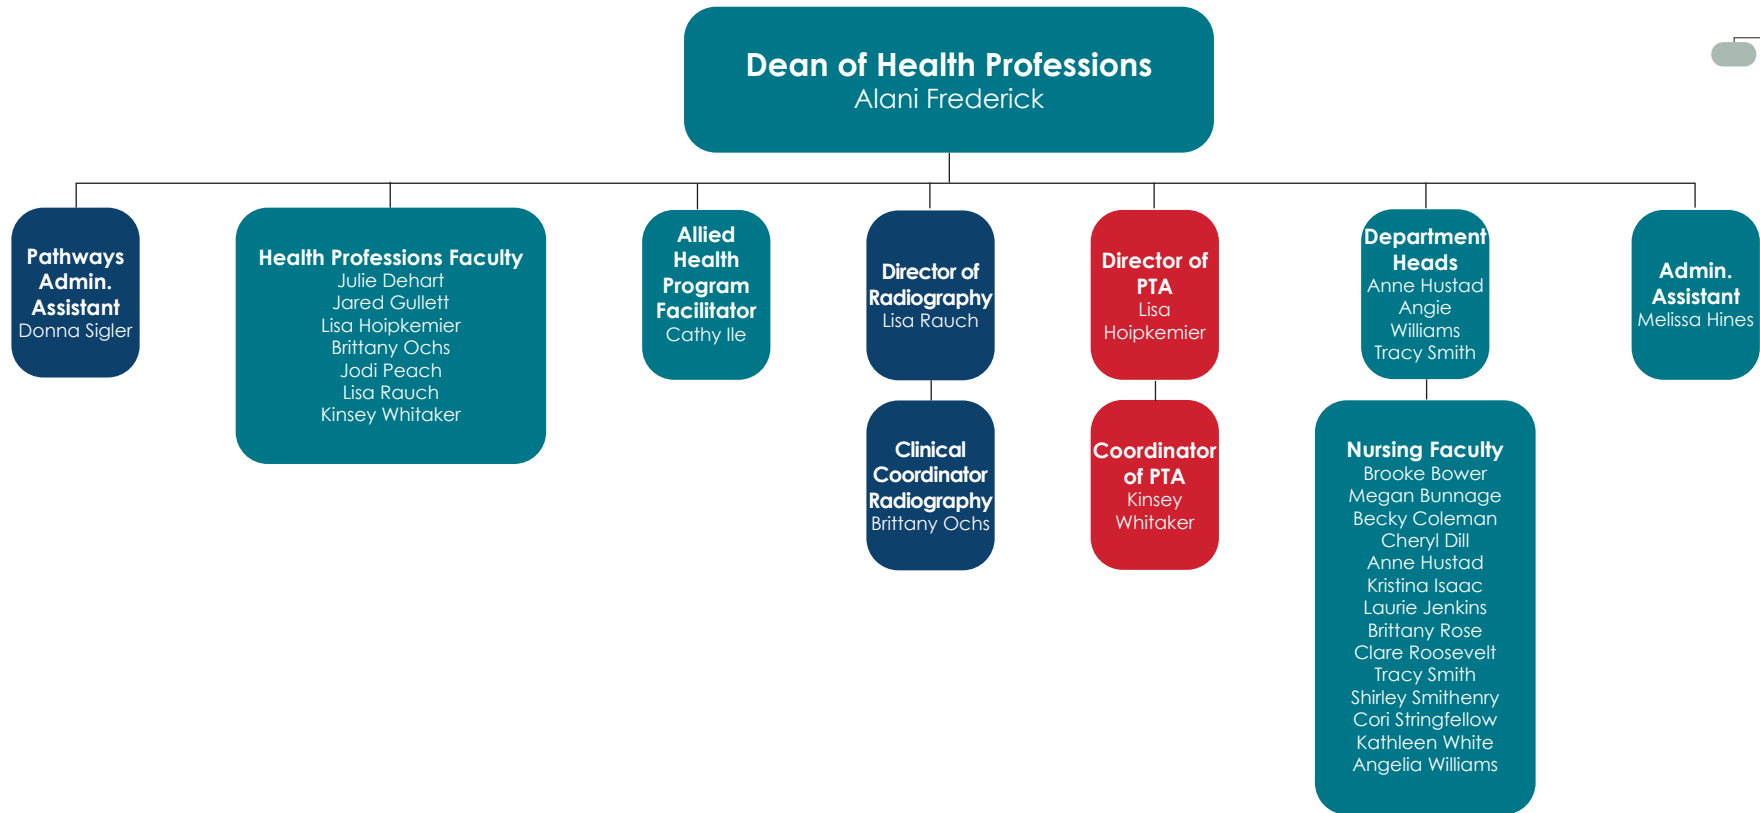 Dean of Health Professions
Alani Frederick
Pathways
Admin.
Assistant
Donna Sigler
Health Professions Faculty
Julie Dehart
Jared Gullett
Lisa Hoipkemier
Brittany Ochs
Jodi Peach
Lisa Rauch
Kinsey Whitaker
Allied
Health
Program
Facilitator
Cathy Ile
Director of
Radiography
Lisa Rauch
Clinical
Coordinator
Radiography
Brittany Ochs
Director of
PTA
Lisa
Hoipkemier
Coordinator
of PTA
Kinsey
Whitaker
Department
Heads
Anne Hustad
Angie
Williams
Tracy Smith
Nursing Faculty
Brooke Bower
Megan Bunnage
Becky Coleman
Cheryl Dill
Anne Hustad
Kristina Isaac
Laurie Jenkins
Brittany Rose
Clare Roosevelt
Tracy Smith
Shirley Smithenry
Cori Stringfellow
Kathleen White
Angelia Williams
Admin.
Assistant
Melissa Hines